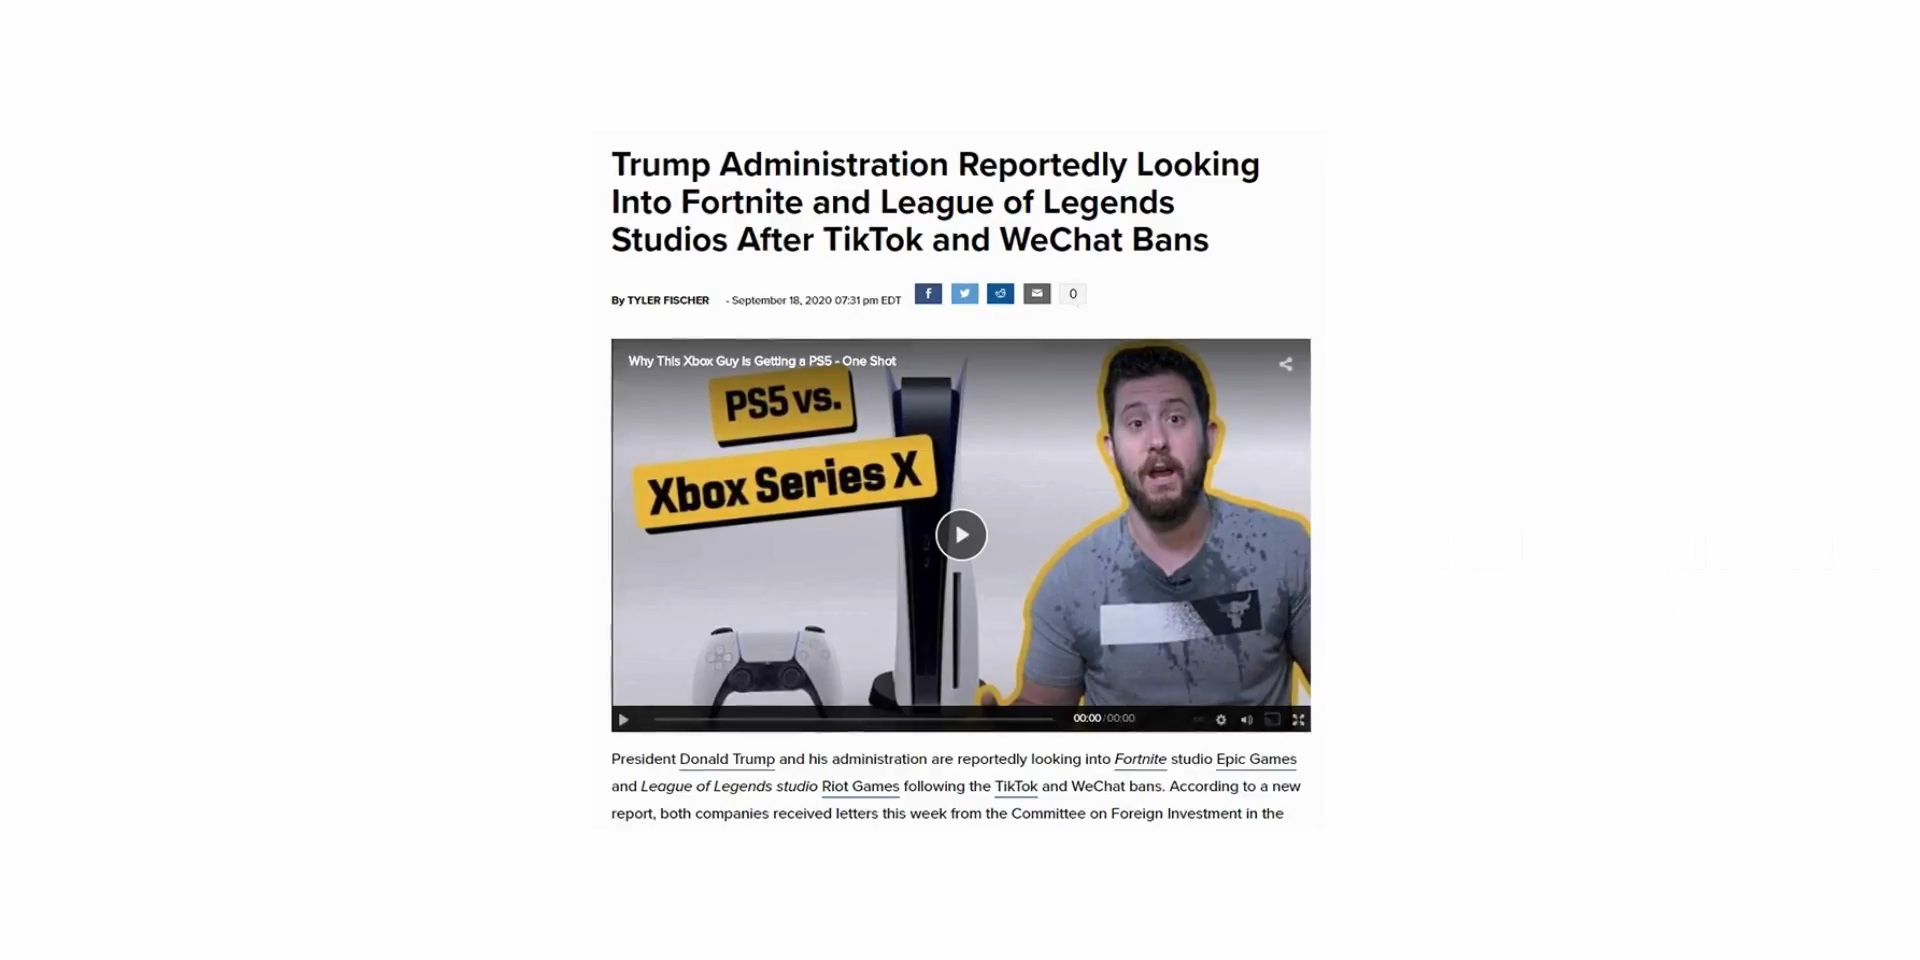 Trump Administration Reportedly Looking
Into Fortnite and League of Legends
Studios After TikTok and WeChat Bans
By TYLER FISCHER - September 18, 2020 07:31 pm EDT
0
Why This Xbox Guy Is Getting a PS5 - One Shot
PS5 vs.
Xbox Series X
00:00 / 00:00
President Donald Trump and his administration are reportedly looking into Fortnite studio Epic Games
and League of Legends studio Riot Games following the TikTok and WeChat bans. According to a new
report, both companies received letters this week from the Committee on Foreign Investment in the